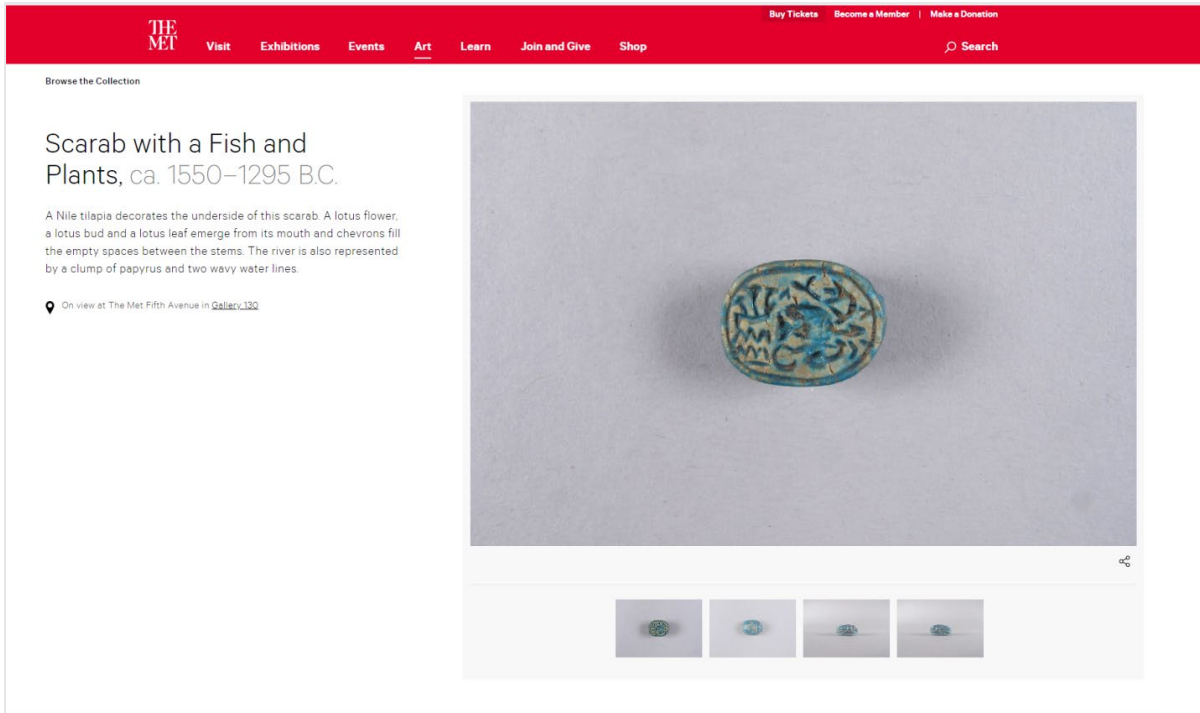 Buy Tickets Become a Member | Make a Donation
THE
MET
Visit Exhibitions Events Art Learn Join and Give Shop Search
Browse the Collection
Scarab with a Fish and
Plants, ca. 1550–1295 B.C.
A Nile tilapia decorates the underside of this scarab. A lotus flower,
a lotus bud and a lotus leaf emerge from its mouth and chevrons fill
the empty spaces between the stems. The river is also represented
by a clump of papyrus and two wavy water lines.
On view at The Met Fifth Avenue in Gallery 130